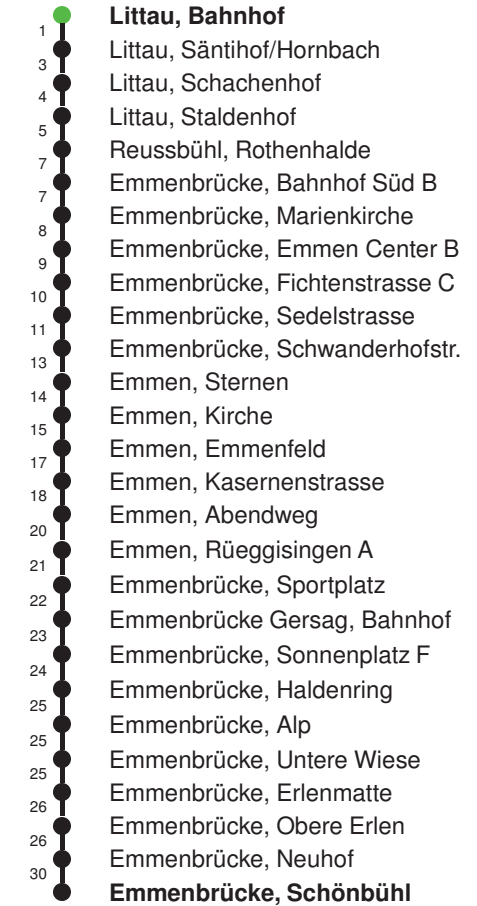 Littau, Bahnhof
1
Littau, Säntihof/Hornbach
3
Littau, Schachenhof
4
Littau, Staldenhof
5
Reussbühl, Rothenhalde
7
Emmenbrücke, Bahnhof Süd B
7
Emmenbrücke, Marienkirche
8
Emmenbrücke, Emmen Center B
9
Emmenbrücke, Fichtenstrasse C
10
Emmenbrücke, Sedelstrasse
11
Emmenbrücke, Schwanderhofstr.
13
Emmen, Sternen
14
Emmen, Kirche
15
Emmen, Emmenfeld
17
Emmen, Kasernenstrasse
18
Emmen, Abendweg
20
Emmen, Rüeggisingen A
21
Emmenbrücke, Sportplatz
22
Emmenbrücke Gersag, Bahnhof
23
Emmenbrücke, Sonnenplatz F
24
Emmenbrücke, Haldenring
25
Emmenbrücke, Alp
25
Emmenbrücke, Untere Wiese
25
Emmenbrücke, Erlenmatte
26
Emmenbrücke, Obere Erlen
26
Emmenbrücke, Neuhof
30
Emmenbrücke, Schönbühl